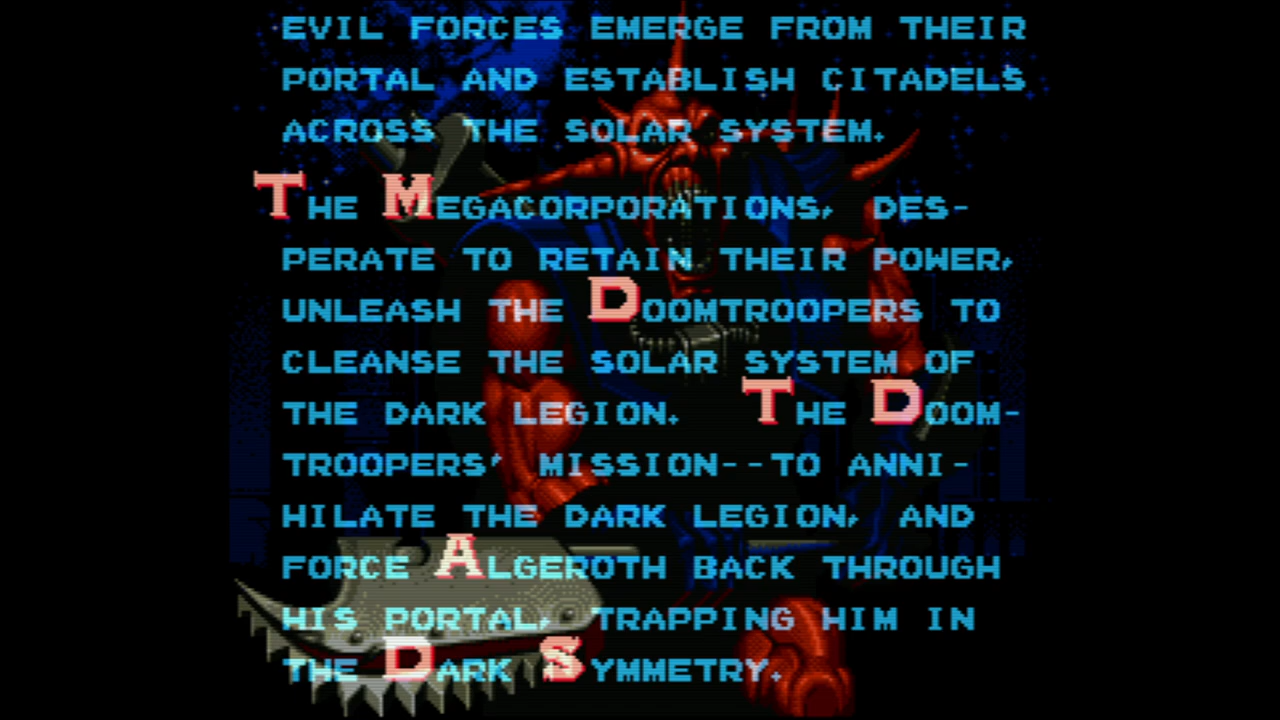 EVIL FORCES EMERGE FROM THEIR
PORTAL AND ESTABLISH CITADELS
ACROSS THE SOLAR SYSTEM.
THE MEGACORPORATIONS, DES-
PERATE TO RETAIN THEIR POWER,
UNLEASH THE DOOMTROOPERS TO
CLEANSE THE SOLAR SYSTEM OF
THE DARK LEGION. THE DOOM-
TROOPERS' MISSION--TO ANNI-
HILATE THE DARK LEGION, AND
FORCE ALGEROTH BACK THROUGH
HIS PORTAL, TRAPPING HIM IN
THE DARK SYMMETRY.